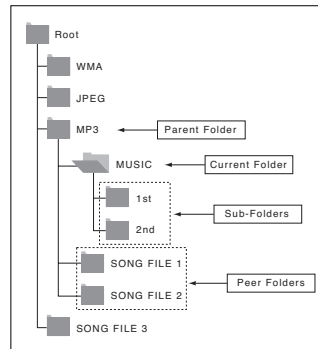 Root
WMA
JPEG
MP3
Parent Folder
MUSIC
Current Folder
1st
Sub-Folders
2nd
SONG FILE 1
Peer Folders
SONG FILE 2
SONG FILE 3